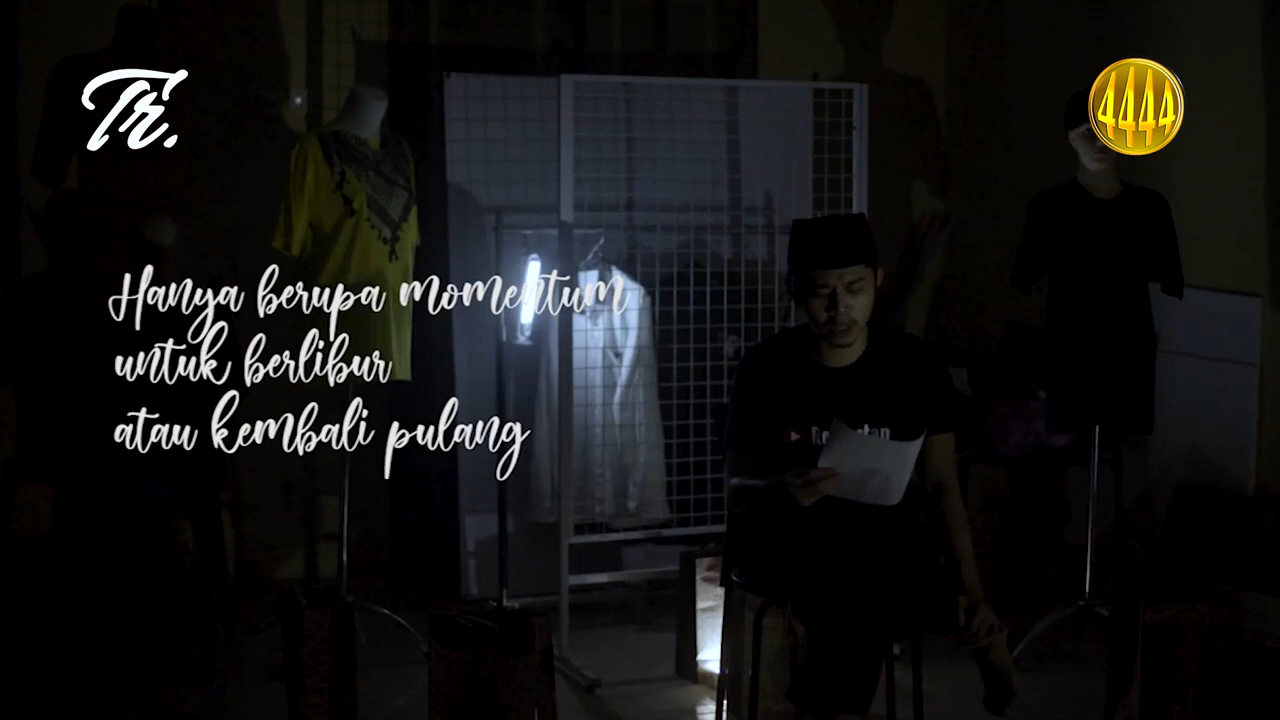 Tr.
4444
Hanya berupa momentum
untuk berlibur
atau kembali pulang